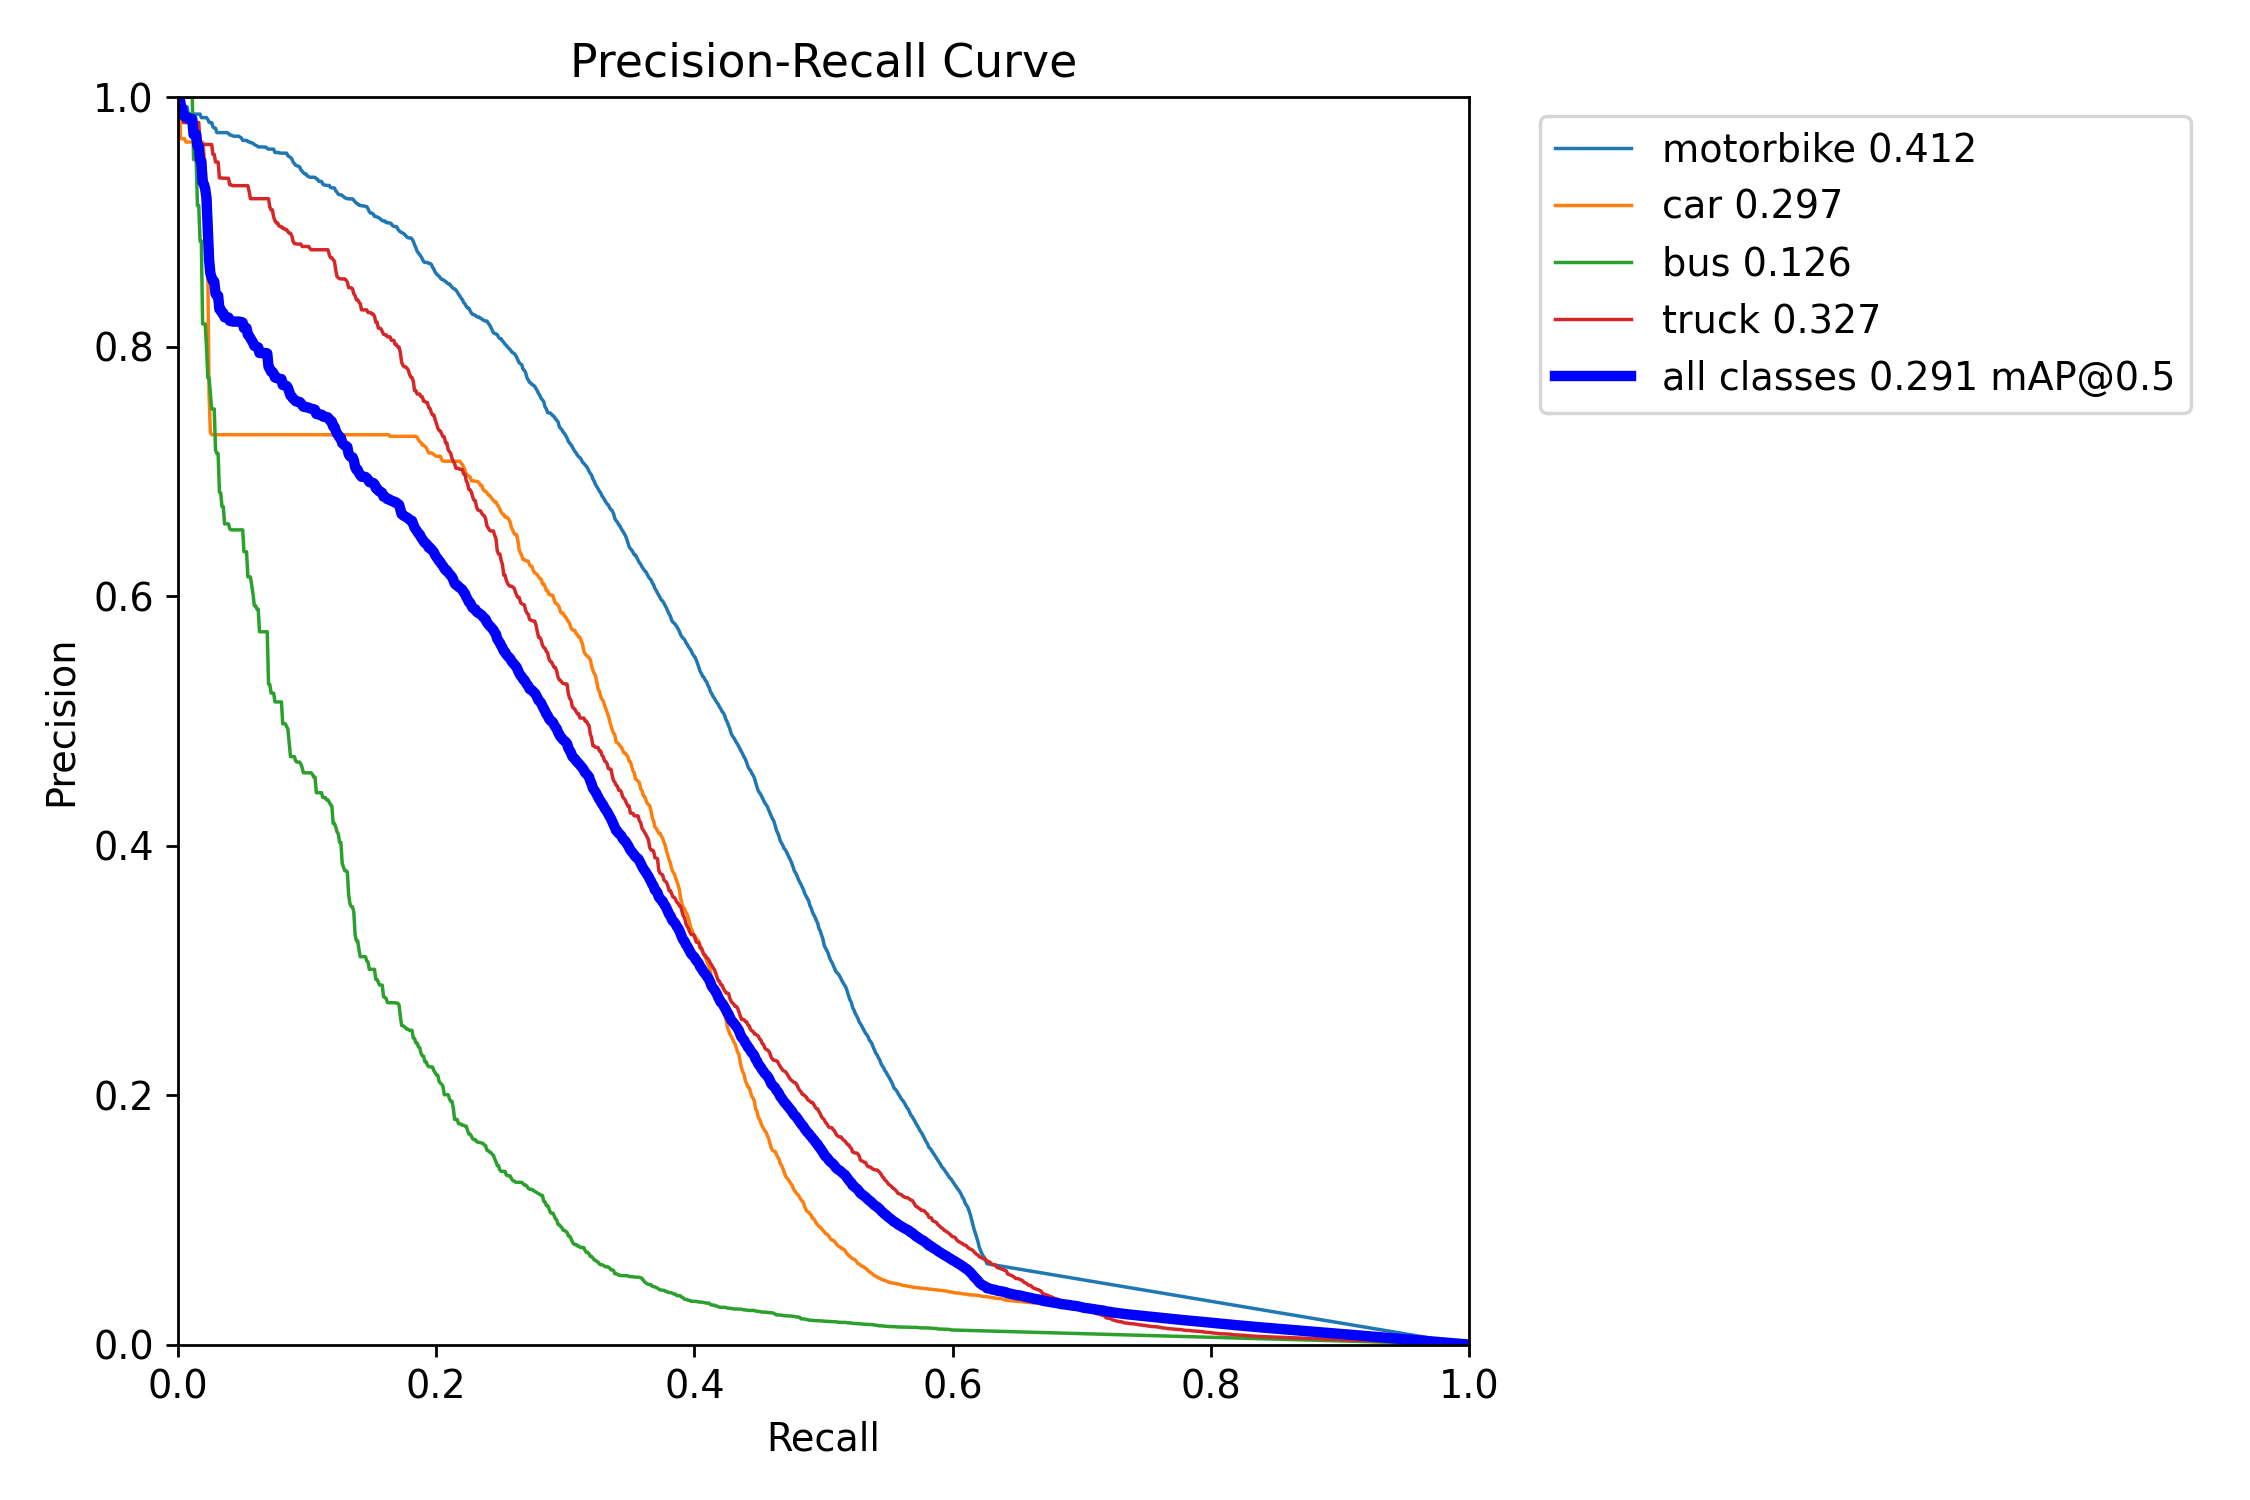 Precision-Recall Curve
1.0
0.8
0.6
0.4
0.2
0.0
Precision
0.0 0.2 0.4 0.6 0.8 1.0
Recall
motorbike 0.412
car 0.297
bus 0.126
truck 0.327
all classes 0.291 mAP@0.5